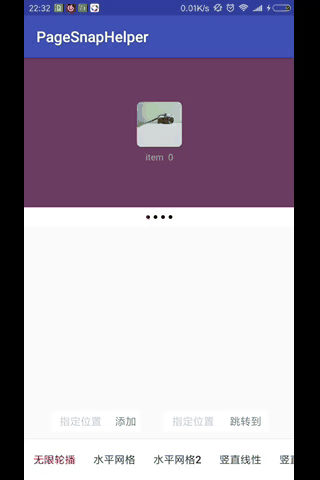 22:32 0.01K/s
PageSnapHelper
item 0
指定位置 添加 指定位置 跳转到
无限轮播 水平网格 水平网格2 竖直线性 竖直